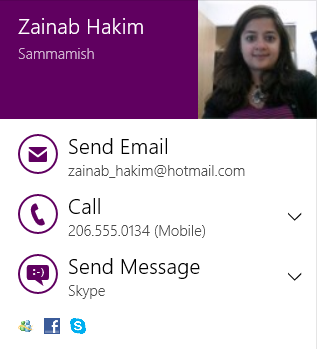 Zainab Hakim
Sammamish
Send Email
zainab_hakim@hotmail.com
Call
206.555.0134 (Mobile)
Send Message
:-)
Skype